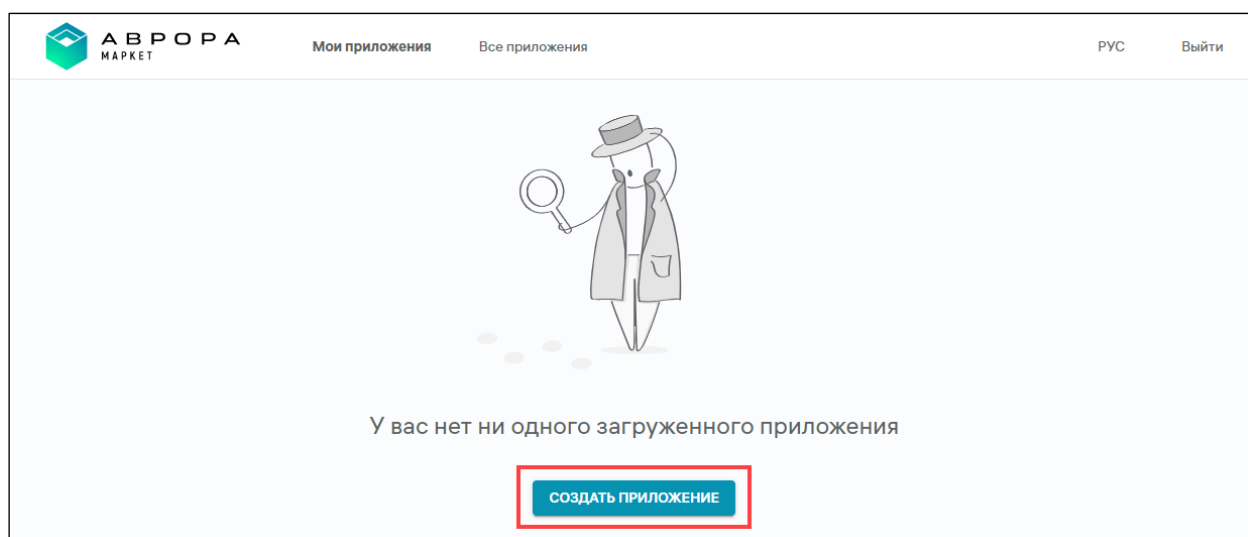 АВРОРА
МАРКЕТ
Мои приложения
Все приложения
РУС
Выйти
У вас нет ни одного загруженного приложения
СОЗДАТЬ ПРИЛОЖЕНИЕ